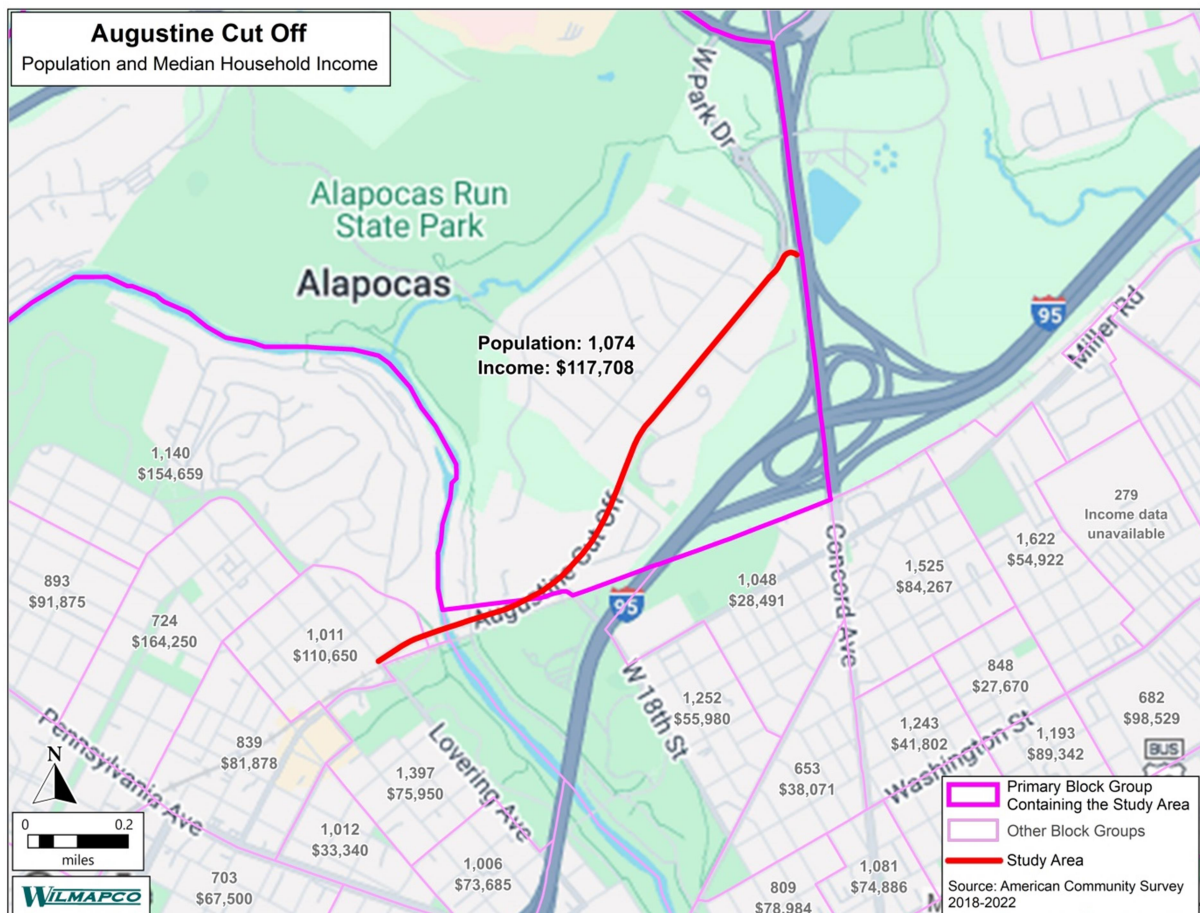 Augustine Cut Off
Population and Median Household Income
W Park Dr
Alapocas Run
State Park
Alapocas
95
Miller Rd
Population: 1,074
Income: $117,708
1,140
$154,659
279
Income data
unavailable
Augustine Cut Off
Concord Ave
1,622
$54,922
1,525
$84,267
893
$91,875
1,048
$28,491
95
724
$164,250
1,011
$110,650
W 18th St
848
$27,670
1,252
$55,980
682
$98,529
1,243
$41,802
1,193
$89,342
Washington St
BUS
Pennsylvania Ave
839
$81,878
Lovering Ave
1,397
$75,950
653
$38,071
N
0 0.2
miles
1,012
$33,340
1,006
$73,685
703
$67,500
1,081
$74,886
809
$78,984
Primary Block Group
Containing the Study Area
Other Block Groups
Study Area
Source: American Community Survey
2018-2022
WILMAPCO